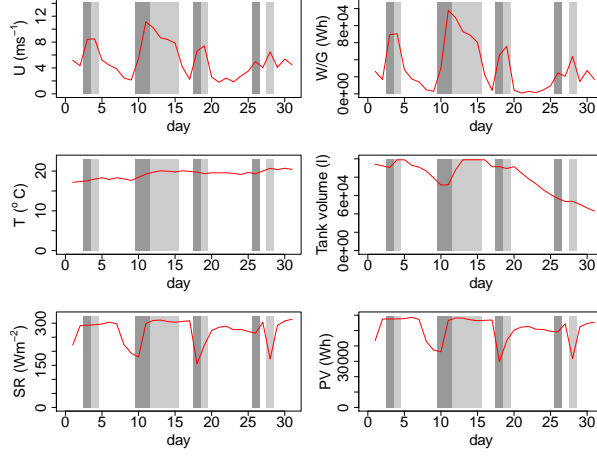 U (ms⁻¹)
0 4 8 12
0 5 10 15 20 25 30
day
W/G (Wh)
0e+00 8e+04
0 5 10 15 20 25 30
day
T (° C)
0 10 20
0 5 10 15 20 25 30
day
Tank volume (l)
0e+00 6e+04
0 5 10 15 20 25 30
day
SR (Wm⁻²)
0 150 300
0 5 10 15 20 25 30
day
PV (Wh)
0 30000
0 5 10 15 20 25 30
day